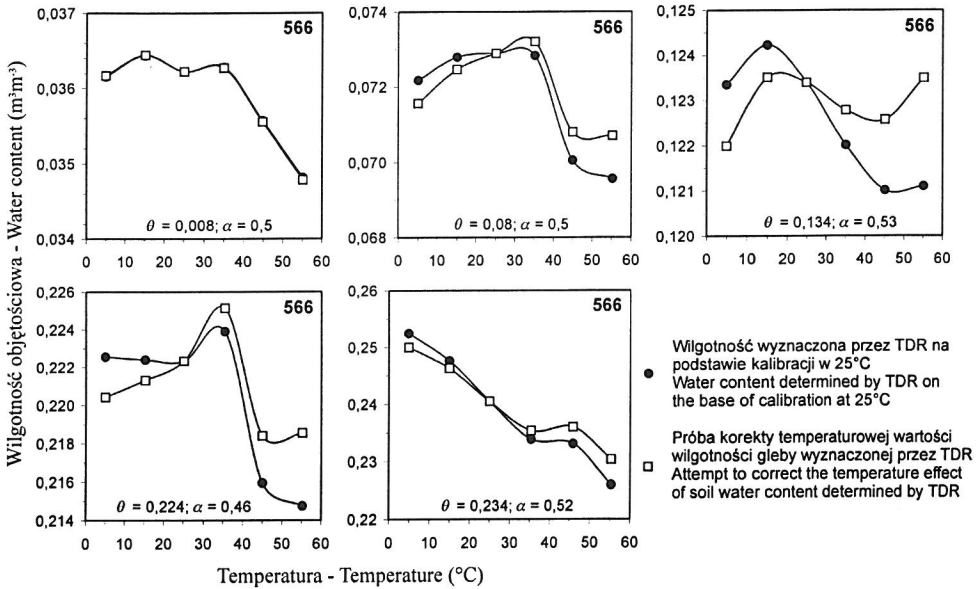 Wilgotność objętościowa - Water content (m³m⁻³)
0,037
0,036
0,035
0,034
566
θ = 0,008; α = 0,5
0 10 20 30 40 50 60
0,074
0,072
0,070
0,068
566
θ = 0,08; α = 0,5
0 10 20 30 40 50 60
0,125
0,124
0,123
0,122
0,121
0,120
566
θ = 0,134; α = 0,53
0 10 20 30 40 50 60
0,226
0,224
0,222
0,220
0,218
0,216
0,214
566
θ = 0,224; α = 0,46
0 10 20 30 40 50 60
0,26
0,25
0,24
0,23
0,22
566
θ = 0,234; α = 0,52
0 10 20 30 40 50 60
Temperatura - Temperature (°C)
Wilgotność wyznaczona przez TDR na
podstawie kalibracji w 25°C
Water content determined by TDR on
the base of calibration at 25°C
Próba korekty temperaturowej wartości
wilgotności gleby wyznaczonej przez TDR
Attempt to correct the temperature effect
of soil water content determined by TDR